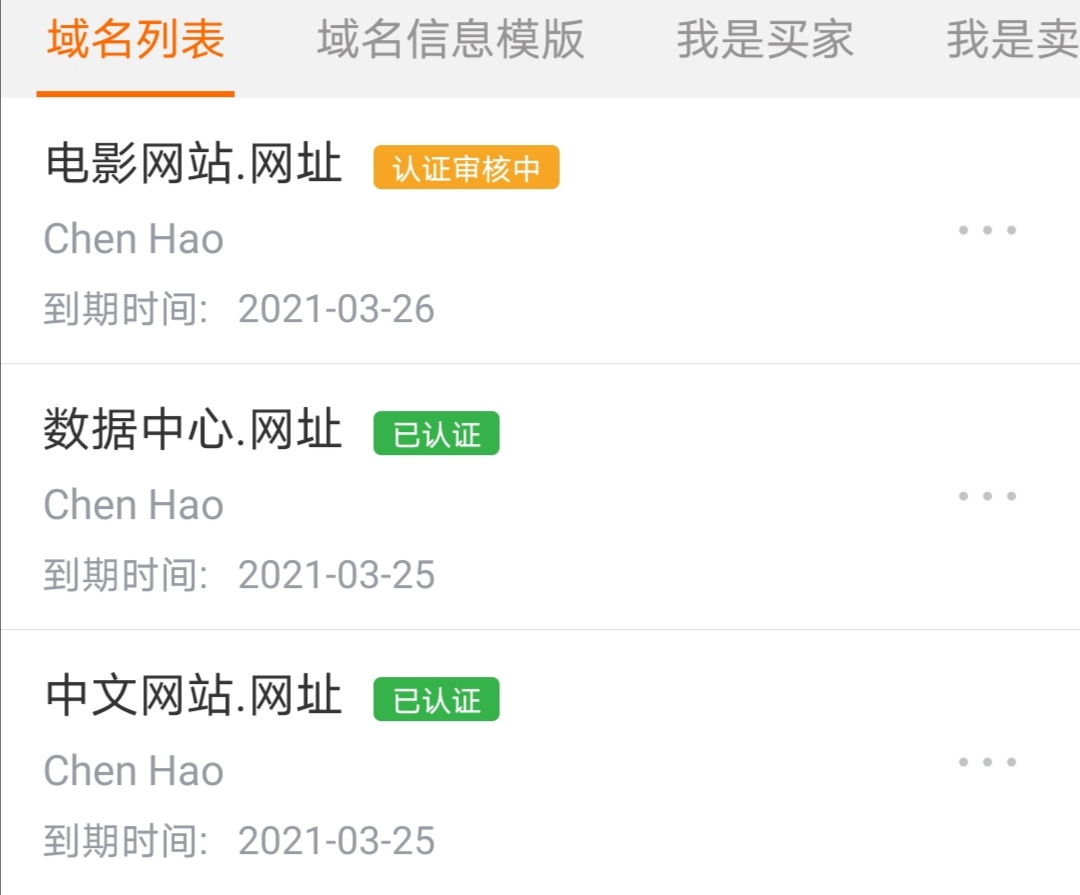 域名列表 域名信息模版 我是买家 我是卖
电影网站.网址 认证审核中
Chen Hao
到期时间: 2021-03-26
数据中心.网址 已认证
Chen Hao
到期时间: 2021-03-25
中文网站.网址 已认证
Chen Hao
到期时间: 2021-03-25